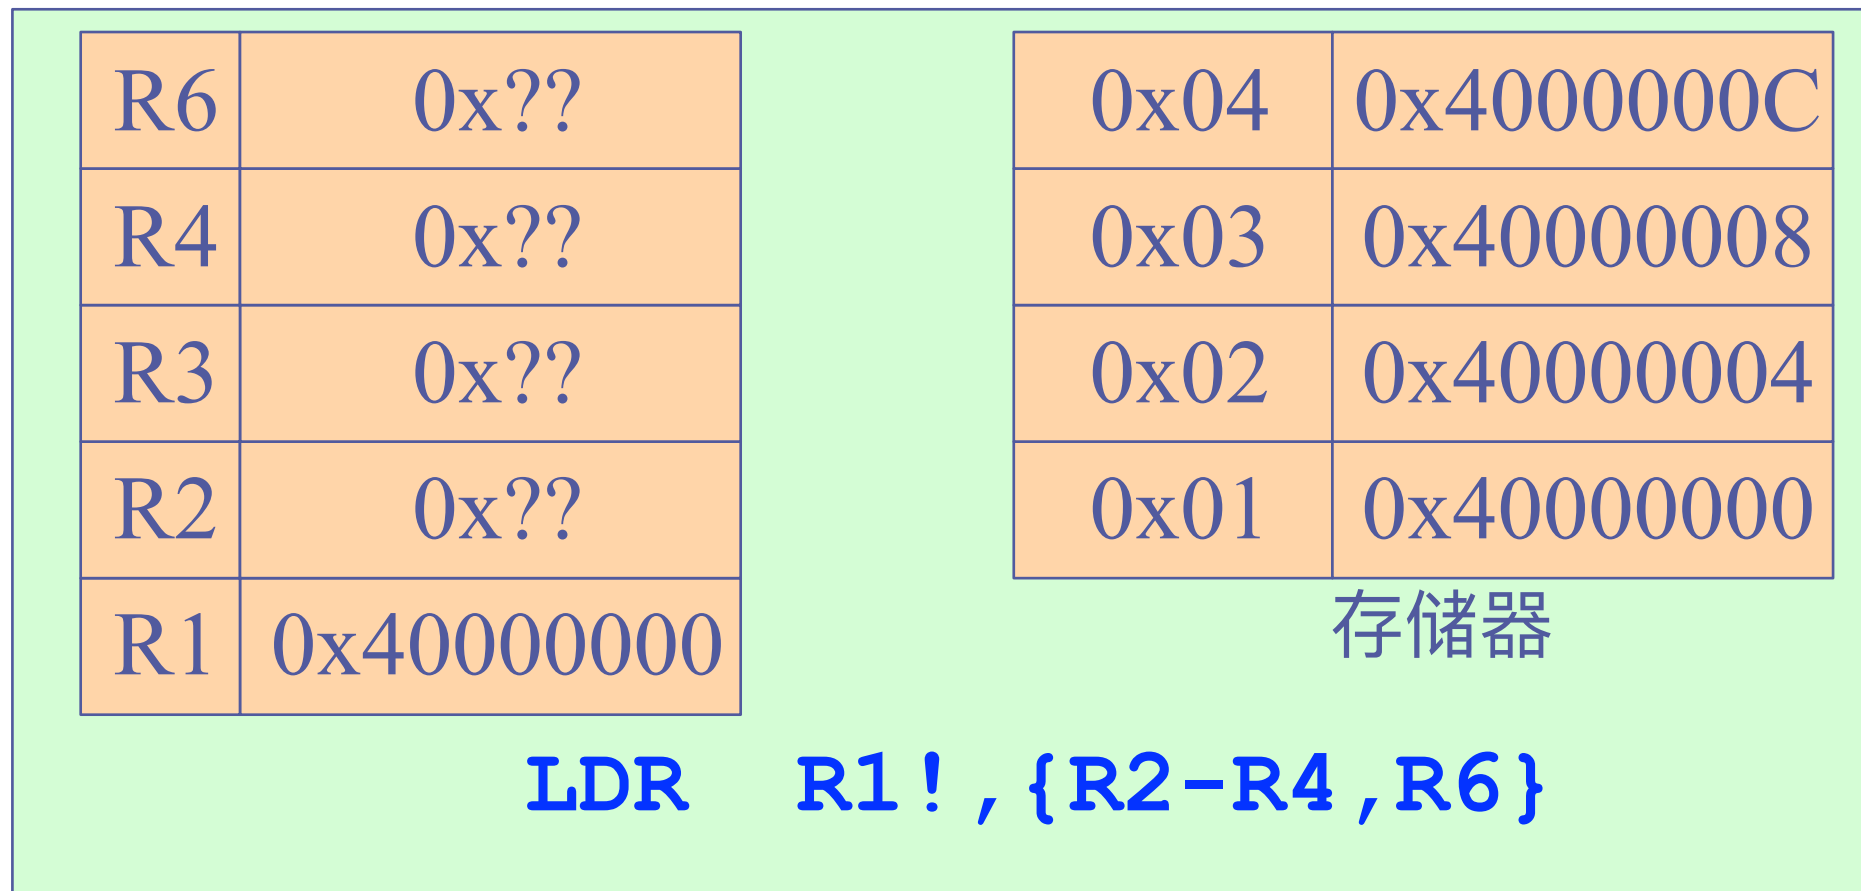 R6 0x?? 0x04 0x4000000C
R4 0x?? 0x03 0x40000008
R3 0x?? 0x02 0x40000004
R2 0x?? 0x01 0x40000000
R1 0x40000000 存储器
LDR R1!,{R2-R4,R6}